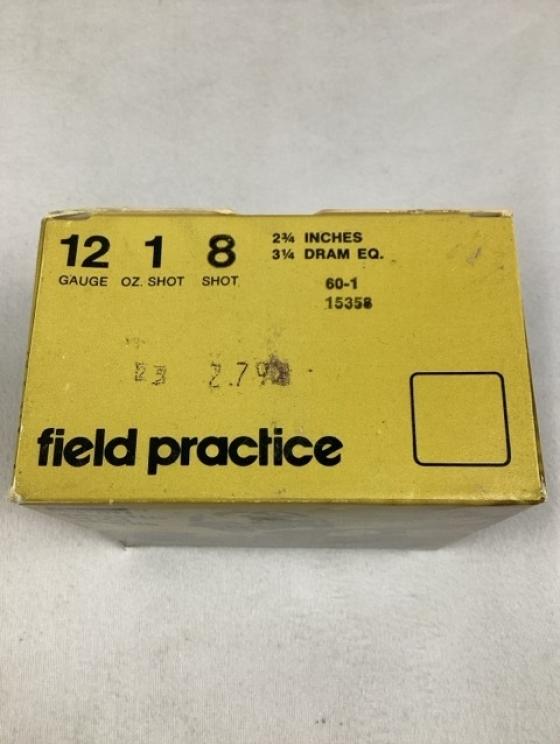 12 1 8
GAUGE OZ. SHOT SHOT
2¾ INCHES
3¼ DRAM EQ.
60-1
15358
2.79
field practice